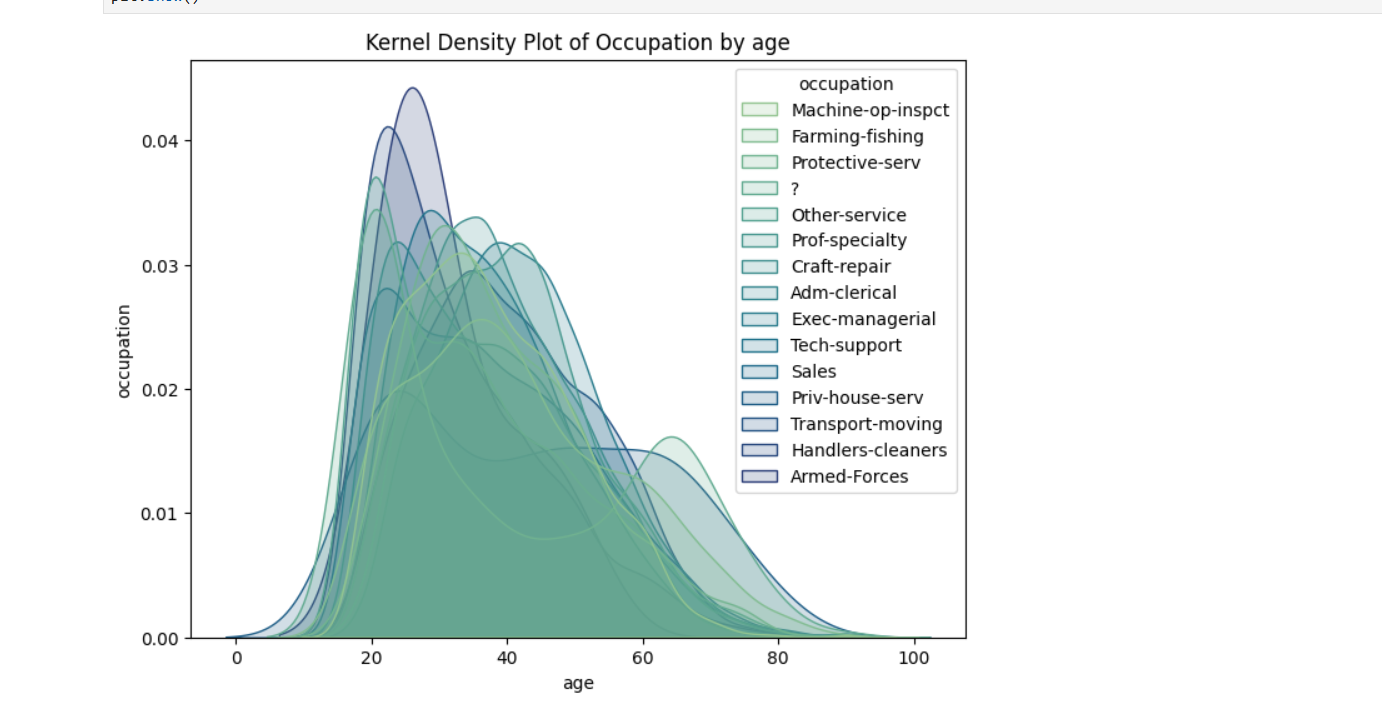 Kernel Density Plot of Occupation by age
occupation
Machine-op-inspct
Farming-fishing
Protective-serv
?
Other-service
Prof-specialty
Craft-repair
Adm-clerical
Exec-managerial
Tech-support
Sales
Priv-house-serv
Transport-moving
Handlers-cleaners
Armed-Forces
0.04
0.03
0.02
0.01
0.00
occupation
0 20 40 60 80 100
age